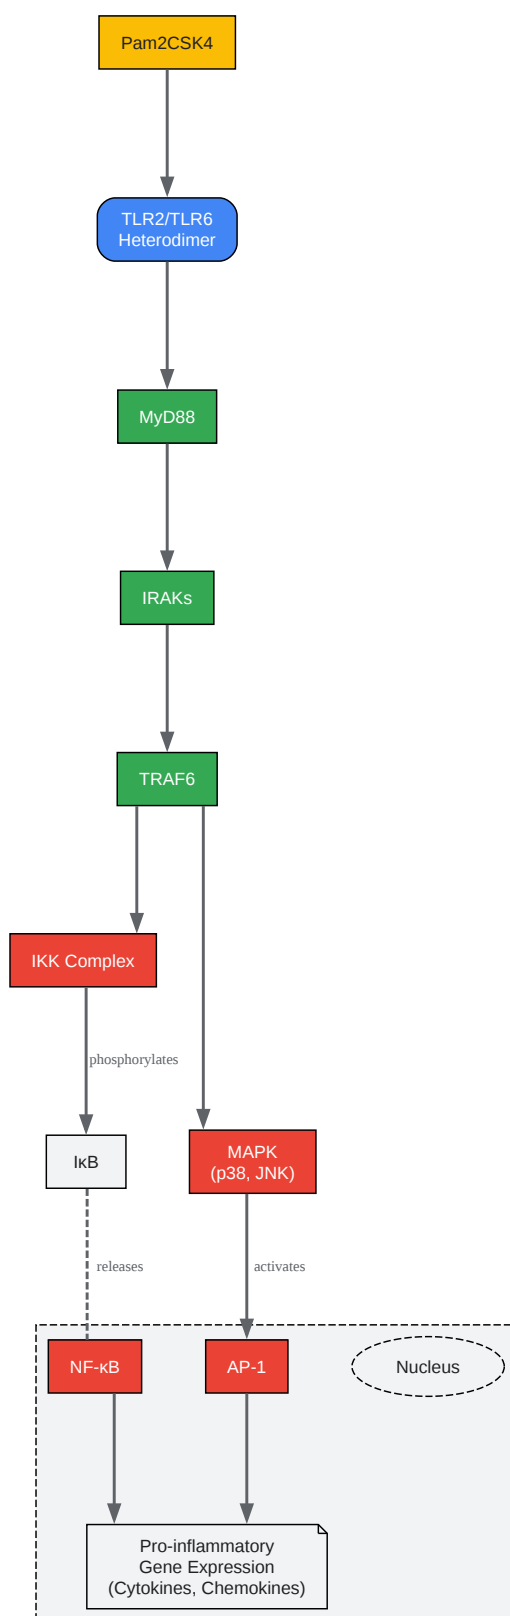 Pam2CSK4
TLR2/TLR6
Heterodimer
MyD88
IRAKs
TRAF6
IKK Complex
phosphorylates
IκB
MAPK
(p38, JNK)
releases
activates
NF-κB
AP-1
Nucleus
Pro-inflammatory
Gene Expression
(Cytokines, Chemokines)